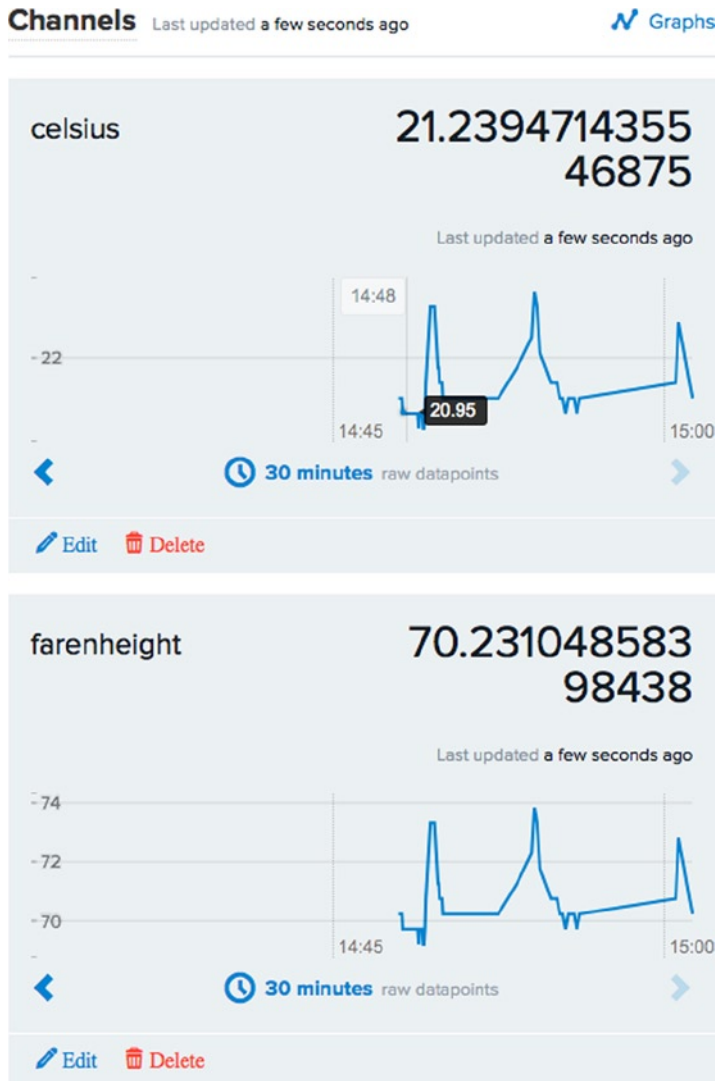 Channels Last updated a few seconds ago Graphs
celsius 21.2394714355
46875
Last updated a few seconds ago
14:48
- 22
20.95
14:45 15:00
30 minutes raw datapoints
Edit Delete
farenheight 70.231048583
98438
Last updated a few seconds ago
- 74
- 72
- 70
14:45 15:00
30 minutes raw datapoints
Edit Delete